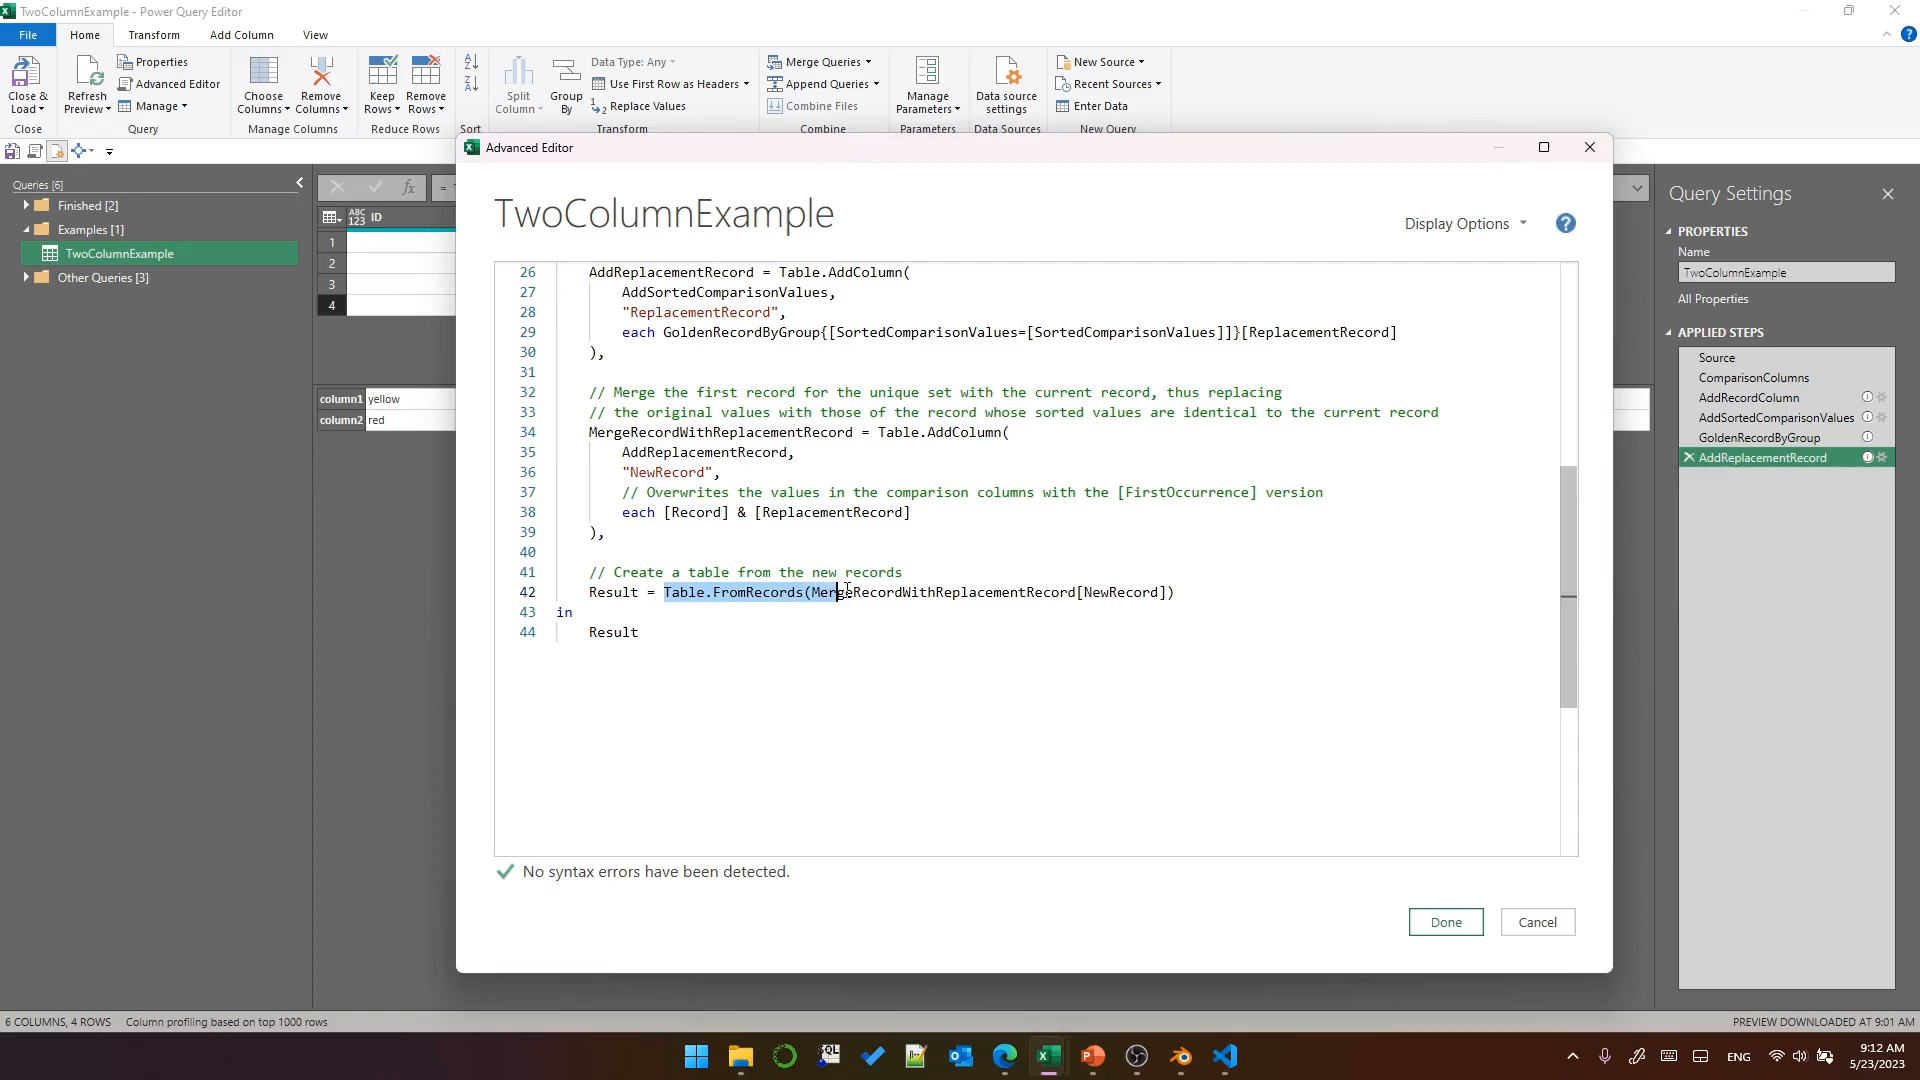 TwoColumnExample - Power Query Editor
File Home Transform Add Column View
Close & Load
Close
Refresh Preview
Properties
Advanced Editor
Manage
Query
Choose Columns
Remove Columns
Manage Columns
Keep Rows
Remove Rows
Reduce Rows
Sort
Split Column
Group By
Data Type: Any
Use First Row as Headers
Replace Values
Transform
Merge Queries
Append Queries
Combine Files
Combine
Manage Parameters
Parameters
Data source settings
Data Sources
New Source
Recent Sources
Enter Data
New Query
Queries [6]
Finished [2]
Examples [1]
TwoColumnExample
Other Queries [3]
fx =
ABC 123 ID
1
2
3
4
column1 yellow
column2 red
Advanced Editor
TwoColumnExample
Display Options
26 AddReplacementRecord = Table.AddColumn(
27 AddSortedComparisonValues,
28 "ReplacementRecord",
29 each GoldenRecordByGroup{[SortedComparisonValues=[SortedComparisonValues]]}[ReplacementRecord]
30 ),
31
32 // Merge the first record for the unique set with the current record, thus replacing
33 // the original values with those of the record whose sorted values are identical to the current record
34 MergeRecordWithReplacementRecord = Table.AddColumn(
35 AddReplacementRecord,
36 "NewRecord",
37 // Overwrites the values in the comparison columns with the [FirstOccurrence] version
38 each [Record] & [ReplacementRecord]
39 ),
40
41 // Create a table from the new records
42 Result = Table.FromRecords(MergeRecordWithReplacementRecord[NewRecord])
43 in
44 Result
No syntax errors have been detected.
Done
Cancel
Query Settings
PROPERTIES
Name
TwoColumnExample
All Properties
APPLIED STEPS
Source
ComparisonColumns
AddRecordColumn
AddSortedComparisonValues
GoldenRecordByGroup
AddReplacementRecord
6 COLUMNS, 4 ROWS Column profiling based on top 1000 rows
PREVIEW DOWNLOADED AT 9:01 AM
SQL
ENG
9:12 AM
5/23/2023